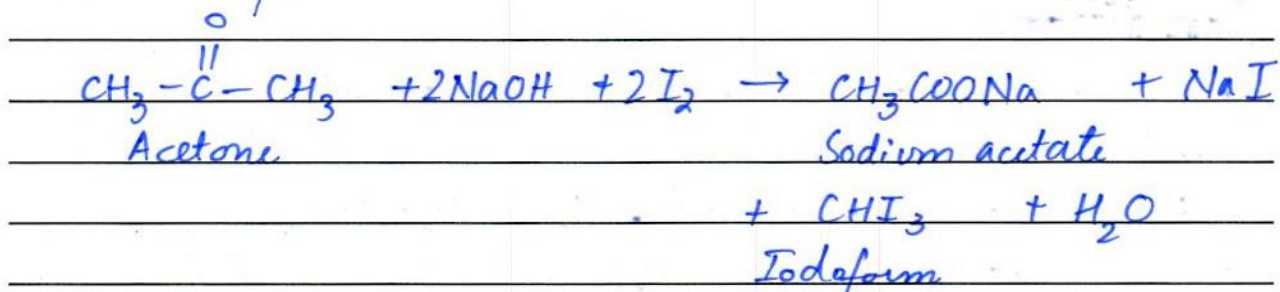 O
||
CH₃-C-CH₃ +2NaOH +2I₂ → CH₃COONa + NaI
Acetone Sodium acetate
+ CHI₃ + H₂O
Iodoform